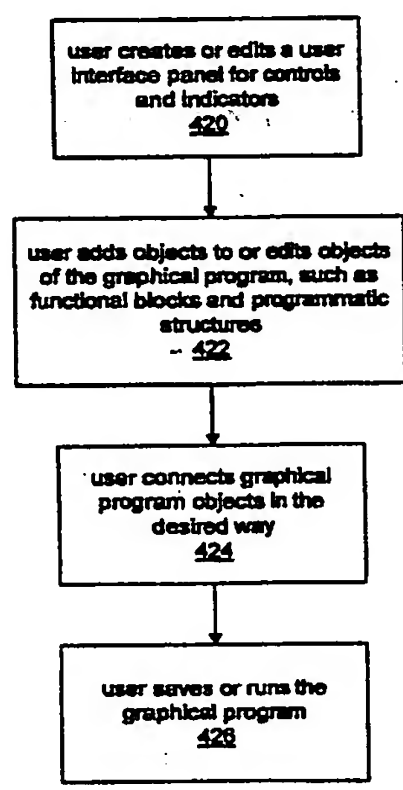 user creates or edits a user
interface panel for controls
and indicators
420
user adds objects to or edits objects
of the graphical program, such as
functional blocks and programmatic
structures
422
user connects graphical
program objects in the
desired way
424
user saves or runs the
graphical program
426